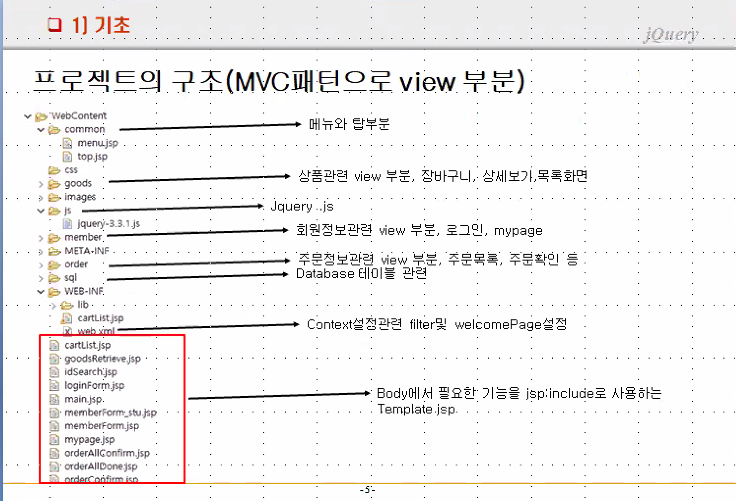 1) 기초
jQuery
프로젝트의 구조(MVC패턴으로 view 부분)
WebContent
common
메뉴와 탑부분
menu.jsp
top.jsp
css
goods
상품관련 view 부분, 장바구니, 상세보기,목록화면
images
js
Jquery ..js
jquery-3.3.1.js
member
회원정보관련 view 부분, 로그인, mypage
META-INF
order
주문정보관련 view 부분, 주문목록, 주문확인 등
sql
Database 테이블 관련
WEB-INF
lib
cartList.jsp
web.xml
Context설정관련 filter및 welcomePage설정
cartList.jsp
goodsRetrieve.jsp
idSearch.jsp
loginForm.jsp
main.jsp
Body에서 필요한 기능을 jsp:include로 사용하는
Template.jsp.
memberForm_stu.jsp
memberForm.jsp
mypage.jsp
orderAllConfirm.jsp
orderAllDone.jsp
orderConfirm.jsp
-5-